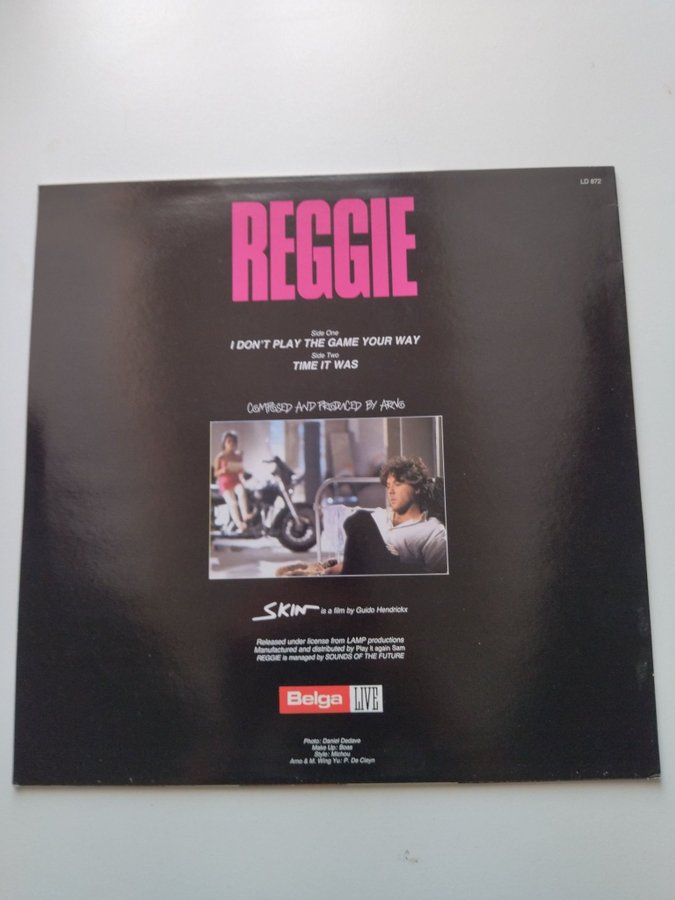 LD 872
REGGIE
Side One
I DON'T PLAY THE GAME YOUR WAY
Side Two
TIME IT WAS
COMPOSED AND PRODUCED BY ARNO
SKIN is a film by Guido Hendrickx
Released under license from LAMP productions
Manufactured and distributed by Play It again Sam
REGGIE is managed by SOUNDS OF THE FUTURE
Belga LIVE
Photo: Daniel Dedave
Make Up: Boas
Style: Michou
Arno & M. Wing Yu: P. De Cleyn